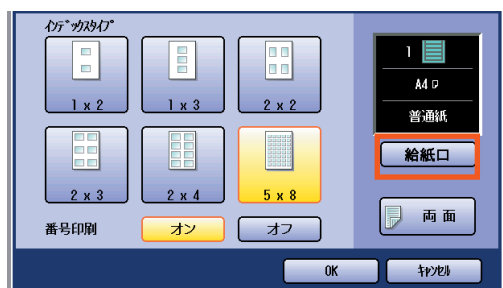 ｲﾝﾃﾞｯｸｽﾀｲﾌﾟ
1 x 2
1 x 3
2 x 2
2 x 3
2 x 4
5 x 8
番号印刷
オン
オフ
1
A4
普通紙
給紙口
両面
OK
ｷｬﾝｾﾙ